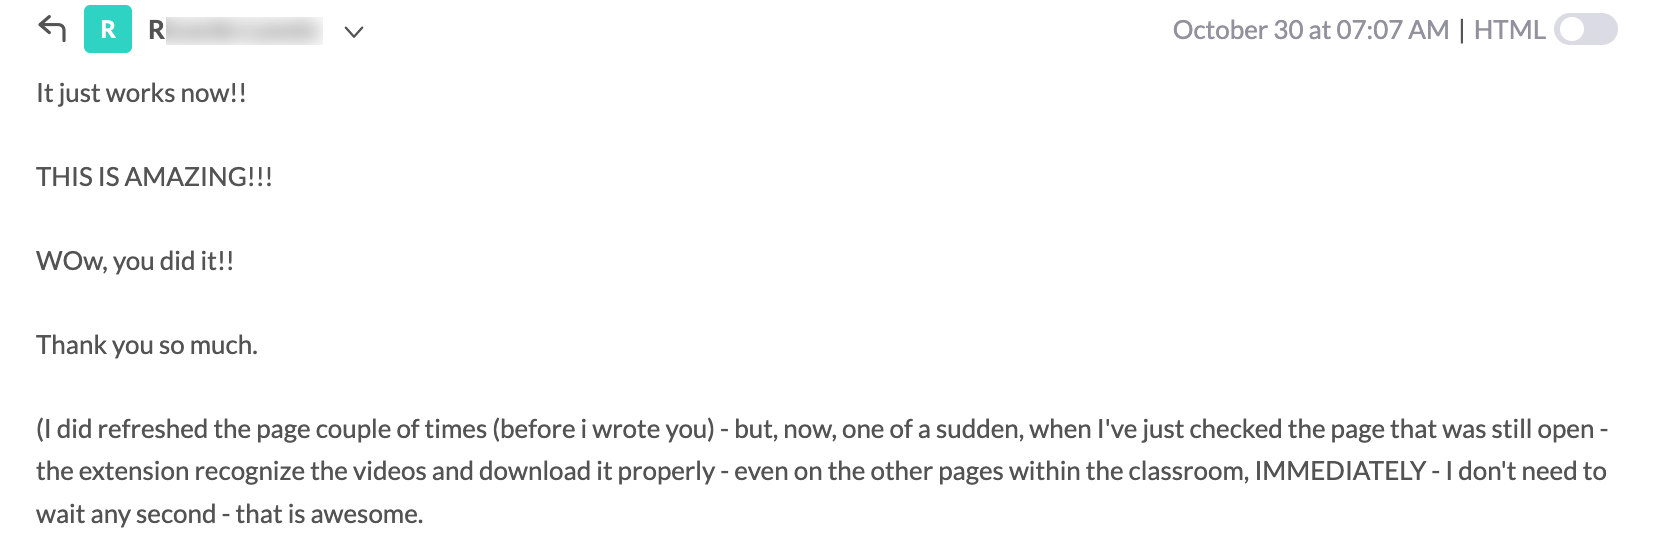 R R
October 30 at 07:07 AM | HTML
It just works now!!
THIS IS AMAZING!!!
WOw, you did it!!
Thank you so much.
(I did refreshed the page couple of times (before i wrote you) - but, now, one of a sudden, when I've just checked the page that was still open -
the extension recognize the videos and download it properly - even on the other pages within the classroom, IMMEDIATELY - I don't need to
wait any second - that is awesome.